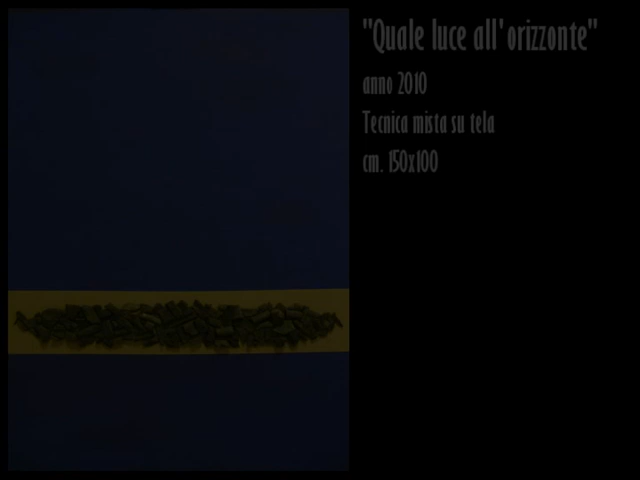 "Quale luce all'orizzonte"
anno 2010
Tecnica mista su tela
cm. 150x100